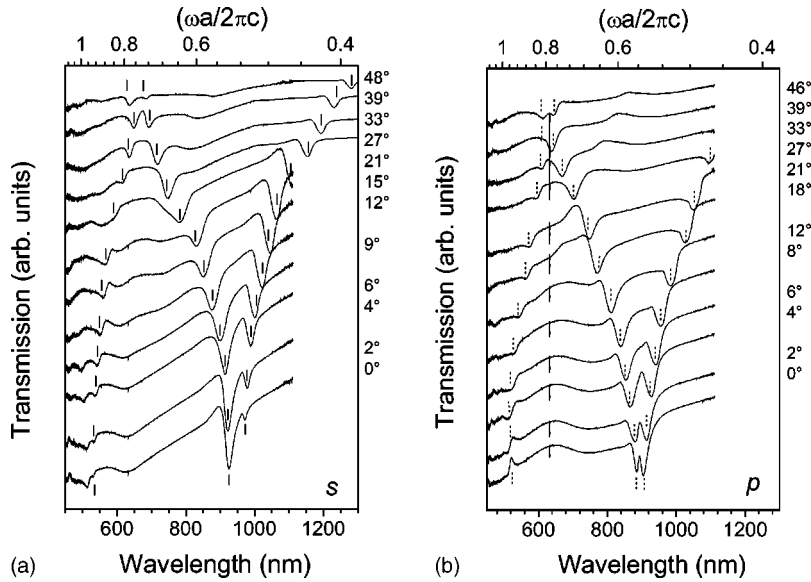 (ωa/2πc)
1 0.8 0.6 0.4
48°
39°
33°
27°
21°
15°
12°
9°
6°
4°
2°
0°
Transmission (arb. units)
s
600 800 1000 1200
Wavelength (nm)
(a)
(ωa/2πc)
1 0.8 0.6 0.4
46°
39°
33°
27°
21°
18°
12°
8°
6°
4°
2°
0°
Transmission (arb. units)
p
600 800 1000 1200
Wavelength (nm)
(b)